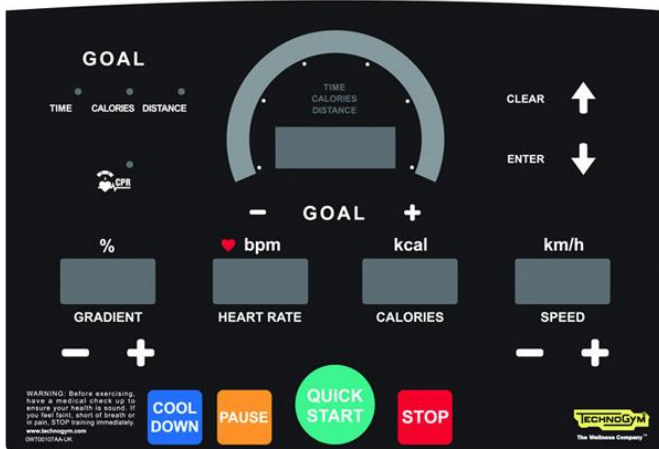 GOAL
TIME CALORIES DISTANCE
CPR
TIME
CALORIES
DISTANCE
CLEAR
ENTER
- GOAL +
%
GRADIENT
- +
bpm
HEART RATE
kcal
CALORIES
km/h
SPEED
- +
WARNING: Before exercising,
have a medical check up to
ensure your health is sound. If
you feel faint, short of breath or
in pain, STOP training immediately.
www.technogym.com
0WT00107AA-UK
COOL
DOWN
PAUSE
QUICK
START
STOP
TECHNOGYM
The Wellness Company™